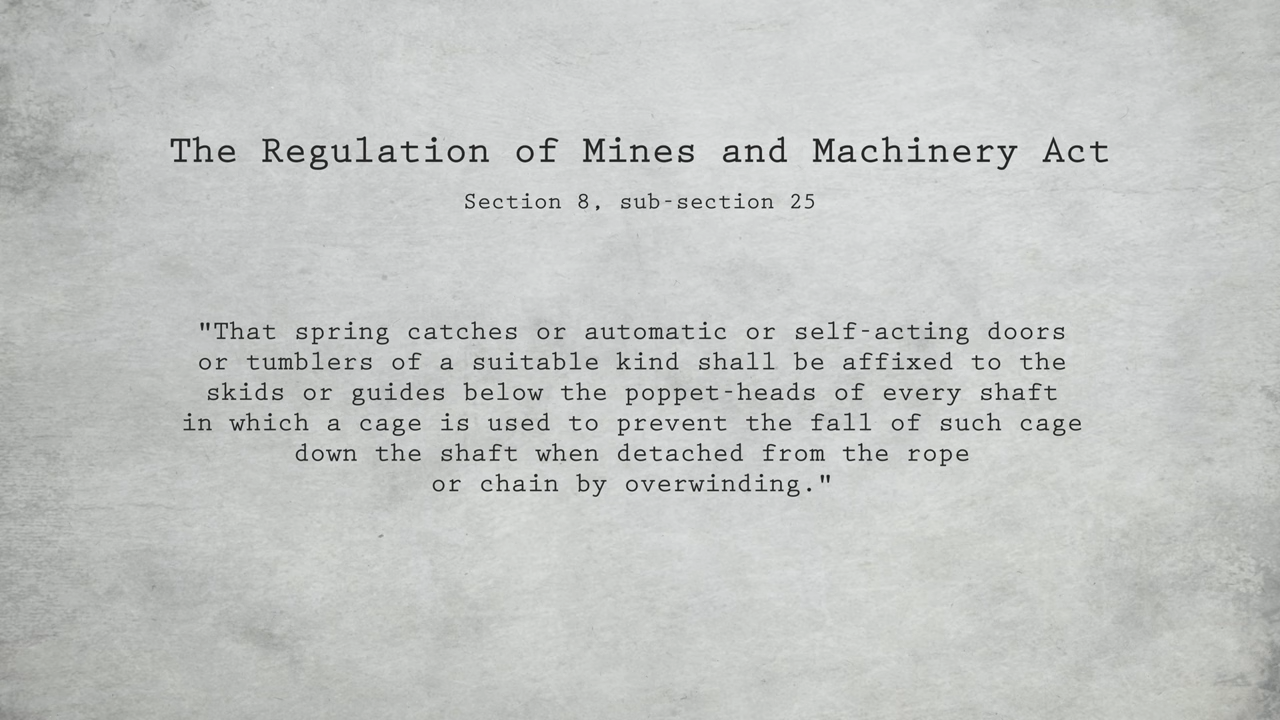 The Regulation of Mines and Machinery Act
Section 8, sub-section 25
"That spring catches or automatic or self-acting doors
or tumblers of a suitable kind shall be affixed to the
skids or guides below the poppet-heads of every shaft
in which a cage is used to prevent the fall of such cage
down the shaft when detached from the rope
or chain by overwinding."